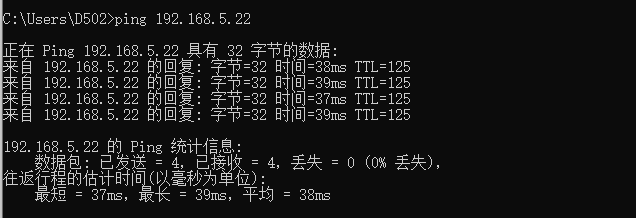 C:\Users\D502>ping 192.168.5.22
正在 Ping 192.168.5.22 具有 32 字节的数据:
来自 192.168.5.22 的回复: 字节=32 时间=38ms TTL=125
来自 192.168.5.22 的回复: 字节=32 时间=39ms TTL=125
来自 192.168.5.22 的回复: 字节=32 时间=37ms TTL=125
来自 192.168.5.22 的回复: 字节=32 时间=39ms TTL=125
192.168.5.22 的 Ping 统计信息:
数据包: 已发送 = 4, 已接收 = 4, 丢失 = 0 (0% 丢失),
往返行程的估计时间(以毫秒为单位):
最短 = 37ms, 最长 = 39ms, 平均 = 38ms